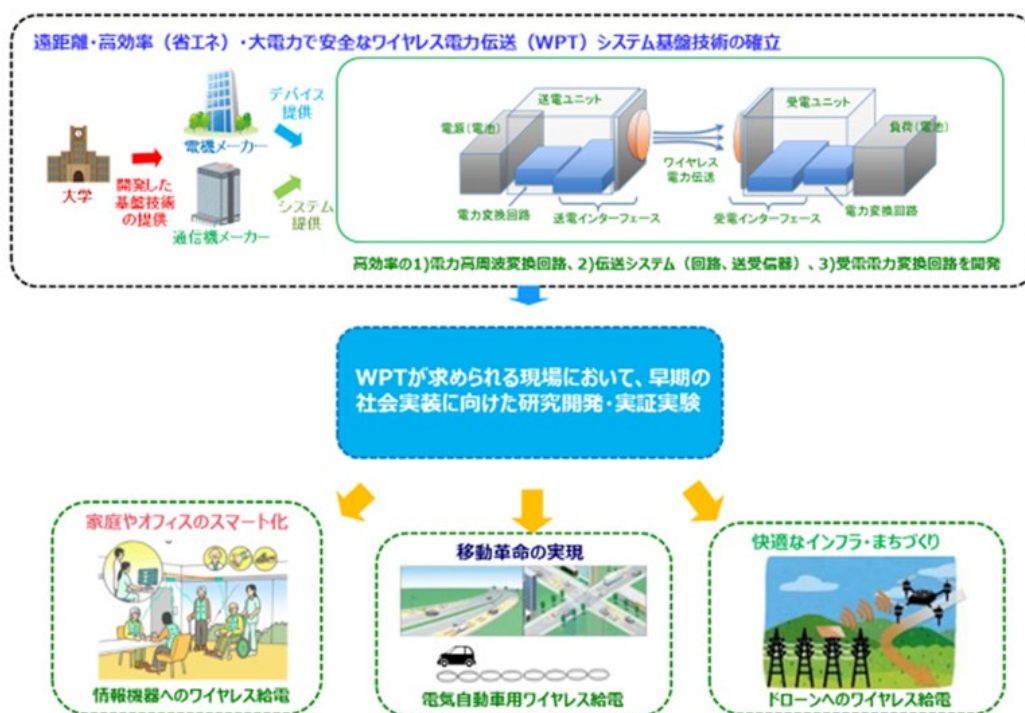 遠距離・高効率（省エネ）・大電力で安全なワイヤレス電力伝送（WPT）システム基盤技術の確立
大学
開発した
基盤技術
の提供
電機メーカー
通信機メーカー
デバイス
提供
システム
提供
電源(電池)
送電ユニット
ワイヤレス
電力伝送
受電ユニット
負荷(電池)
電力変換回路
送電インターフェース
受電インターフェース
電力変換回路
高効率の1)電力高周波変換回路、2)伝送システム（回路、送受信器）、3)受電電力変換回路を開発
WPTが求められる現場において、早期の
社会実装に向けた研究開発・実証実験
家庭やオフィスのスマート化
情報機器へのワイヤレス給電
移動革命の実現
電気自動車用ワイヤレス給電
快適なインフラ・まちづくり
ドローンへのワイヤレス給電